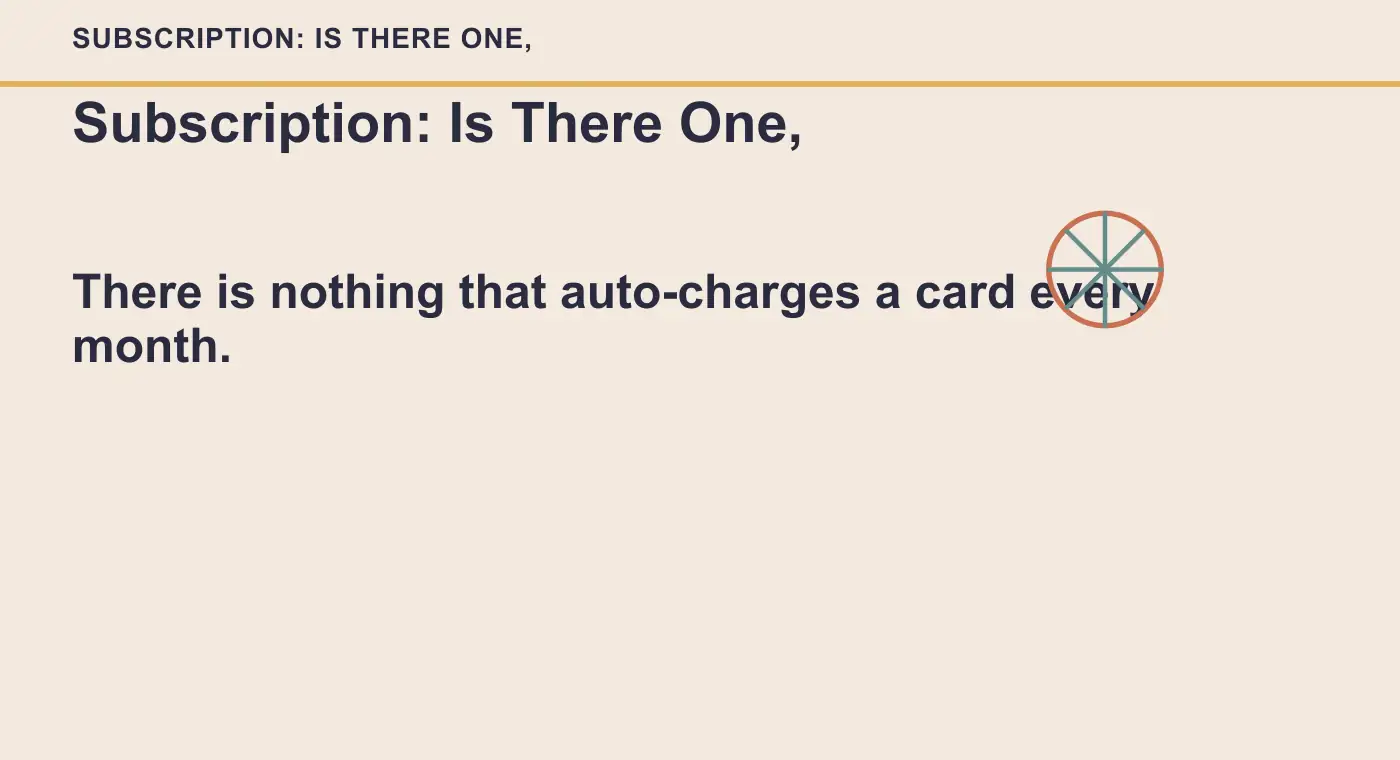 SUBSCRIPTION: IS THERE ONE,
Subscription: Is There One,
There is nothing that auto-charges a card every
month.